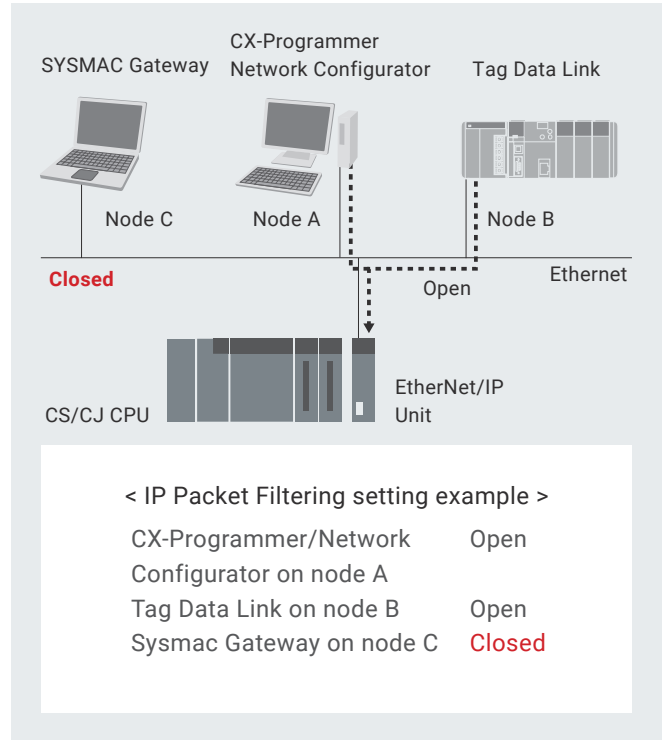 CX-Programmer
SYSMAC Gateway
Network Configurator
Tag Data Link
Node C
Node A
Node B
Closed
Ethernet
Open
EtherNet/IP
CS/CJ CPU
Unit
< IP Packet Filtering setting example >
CX-Programmer/Network Open
Configurator on node A
Tag Data Link on node B Open
Sysmac Gateway on node C Closed